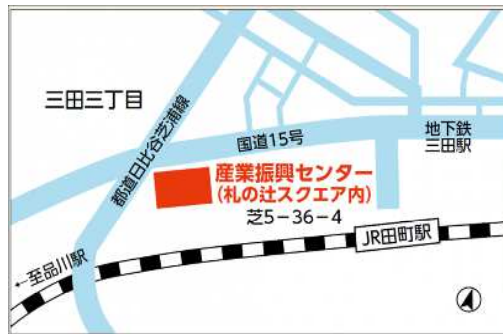 三田三丁目
都道日比谷芝浦線
国道15号
地下鉄
三田駅
産業振興センター
(札の辻スクエア内)
芝5-36-4
JR田町駅
←至品川駅